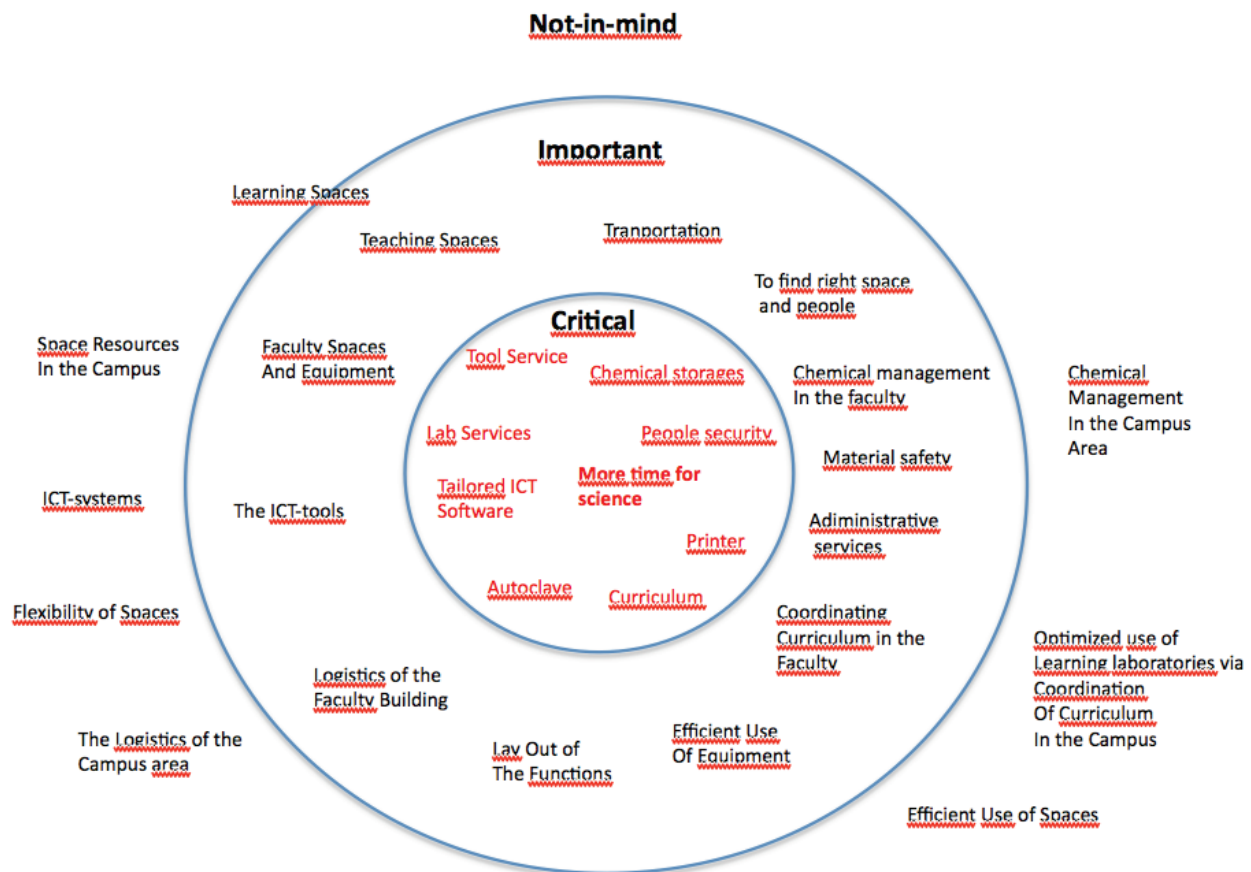 Not-in-mind
Important
Learning Spaces
Teaching Spaces
Tranportation
To find right space
and people
Critical
Space Resources
In the Campus
Faculty Spaces
And Equipment
Tool Service
Chemical storages
Chemical management
In the faculty
Chemical
Management
In the Campus
Area
Lab Services
People security
Material safety
ICT-systems
The ICT-tools
Tailored ICT
Software
More time for
science
Adiministrative
services
Printer
Autoclave
Curriculum
Flexibility of Spaces
Coordinating
Curriculum in the
Faculty
Optimized use of
Learning laboratories via
Coordination
Of Curriculum
In the Campus
Logistics of the
Faculty Building
The Logistics of the
Campus area
Lay Out of
The Functions
Efficient Use
Of Equipment
Efficient Use of Spaces